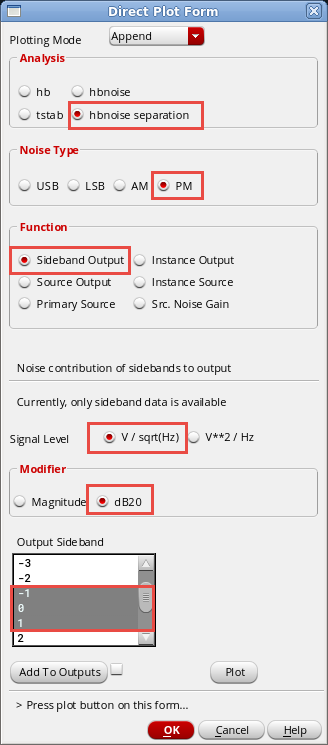 Direct Plot Form
Plotting Mode Append
Analysis
hb hbnoise
tstab hbnoise separation
Noise Type
USB LSB AM PM
Function
Sideband Output Instance Output
Source Output Instance Source
Primary Source Src. Noise Gain
Noise contribution of sidebands to output
Currently, only sideband data is available
Signal Level V / sqrt(Hz) V**2 / Hz
Modifier
Magnitude dB20
Output Sideband
-3
-2
-1
0
1
2
Add To Outputs Plot
> Press plot button on this form...
OK Cancel Help